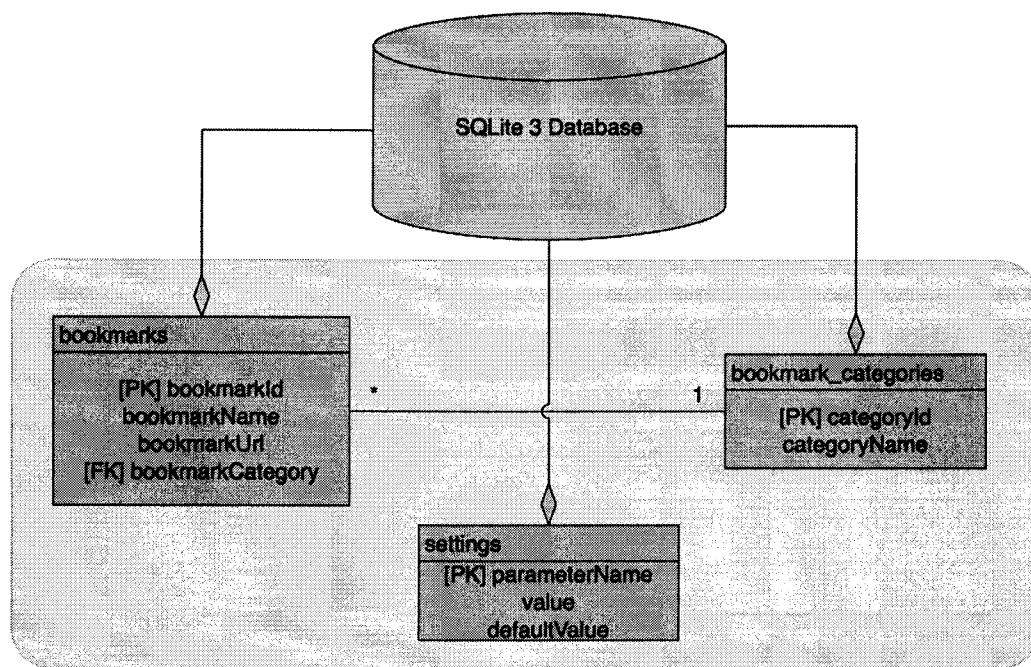 SQLite 3 Database
bookmarks
[PK] bookmarkId
bookmarkName
bookmarkUrl
[FK] bookmarkCategory
*
1
bookmark_categories
[PK] categoryId
categoryName
settings
[PK] parameterName
value
defaultValue